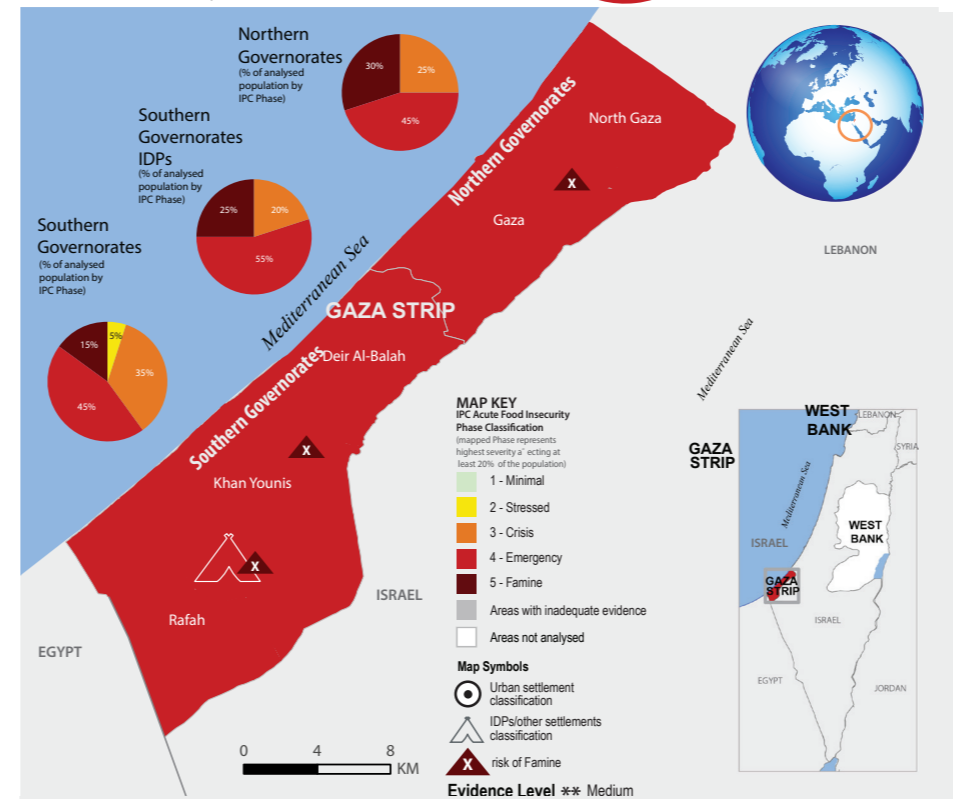 Northern
Governorates
(% of analysed
population by
IPC Phase)
30%
25%
45%
Southern
Governorates
IDPs
(% of analysed
population by
IPC Phase)
25%
20%
55%
Southern
Governorates
(% of analysed
population by
IPC Phase)
15%
5%
35%
45%
Northern Governorates
North Gaza
X
Gaza
Mediterranean Sea
GAZA STRIP
Deir Al-Balah
Southern Governorates
X
Khan Younis
X
Rafah
ISRAEL
EGYPT
0 4 8
KM
LEBANON
Mediterranean Sea
MAP KEY
IPC Acute Food Insecurity
Phase Classification
(mapped Phase represents
highest severity a˜ ecting at
least 20% of the population)
1 - Minimal
2 - Stressed
3 - Crisis
4 - Emergency
5 - Famine
Areas with inadequate evidence
Areas not analysed
Map Symbols
Urban settlement
classification
IDPs/other settlements
classification
X risk of Famine
Evidence Level ** Medium
GAZA
STRIP
WEST
BANK
LEBANON
SYRIA
Mediterranean Sea
WEST
BANK
ISRAEL
GAZA
STRIP
ISRAEL
EGYPT
JORDAN